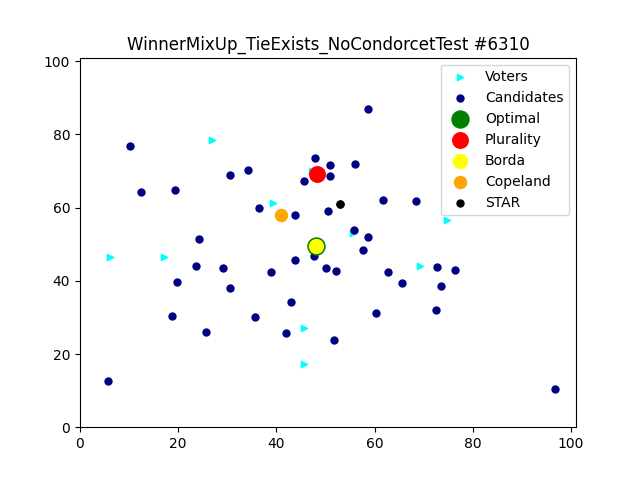 WinnerMixUp_TieExists_NoCondorcetTest #6310
100
80
60
40
20
0
0 20 40 60 80 100
Voters
Candidates
Optimal
Plurality
Borda
Copeland
STAR